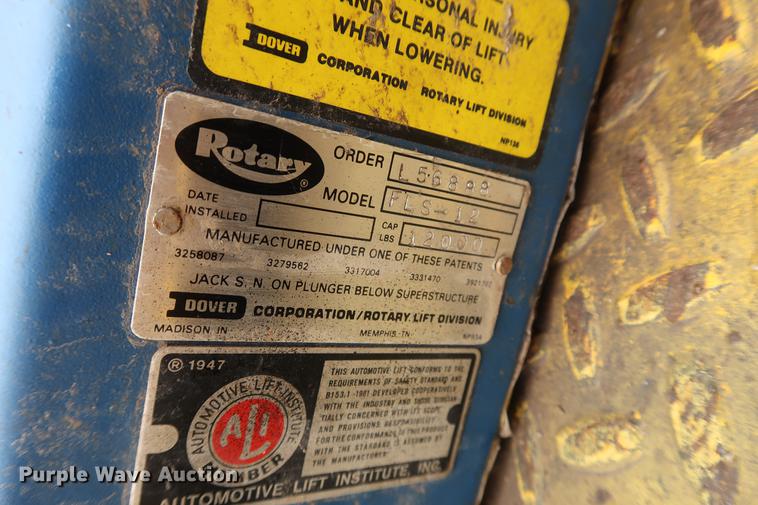 PERSONAL INJURY
AND CLEAR OF LIFT
WHEN LOWERING.
DOVER CORPORATION ROTARY LIFT DIVISION
NP136
Rotary®
ORDER L56898
MODEL FLS-12
DATE INSTALLED
CAP LBS 12000
MANUFACTURED UNDER ONE OF THESE PATENTS
3258087 3279562 3317004 3331470
JACK S. N. ON PLUNGER BELOW SUPERSTRUCTURE
DOVER CORPORATION/ROTARY LIFT DIVISION
MADISON IN MEMPHIS TN NP934
® 1947
AUTOMOTIVE LIFT INSTITUTE
ALI
MEMBER
THIS AUTOMOTIVE LIFT CONFORMS TO THE
REQUIREMENTS OF SAFETY STANDARD AND
B153.1-1981 DEVELOPED COOPERATIVELY
WITH THE INDUSTRY AND THOSE SUBSTAN-
TIALLY CONCERNED WITH ITS SCOPE
AND PROVISIONS. RESPONSIBILITY
FOR THE CONFORMANCE OF THIS PRODUCT
WITH THE STANDARD IS ASSUMED BY
THE MANUFACTURER.
AUTOMOTIVE LIFT INSTITUTE, INC.
Purple Wave Auction